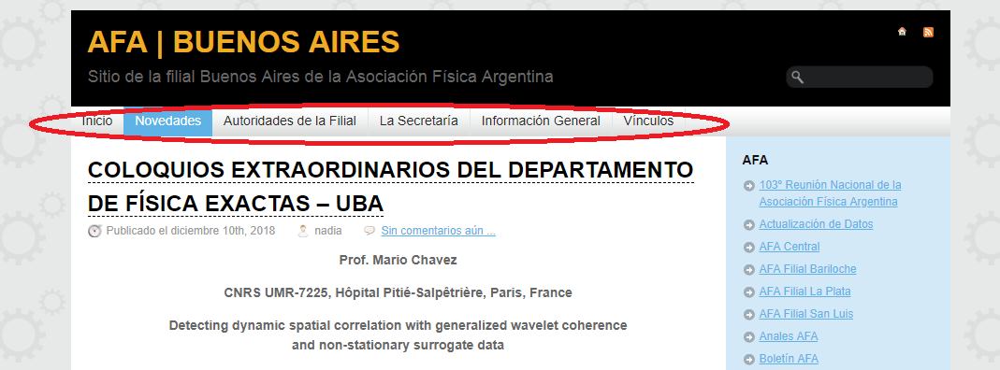 AFA | BUENOS AIRES
Sitio de la filial Buenos Aires de la Asociación Física Argentina
Inicio Novedades Autoridades de la Filial La Secretaría Información General Vínculos
COLOQUIOS EXTRAORDINARIOS DEL DEPARTAMENTO
DE FÍSICA EXACTAS – UBA
Publicado el diciembre 10th, 2018 nadia Sin comentarios aún ...
Prof. Mario Chavez
CNRS UMR-7225, Hôpital Pitié-Salpêtrière, Paris, France
Detecting dynamic spatial correlation with generalized wavelet coherence
and non-stationary surrogate data
AFA
103º Reunión Nacional de la
Asociación Física Argentina
Actualización de Datos
AFA Central
AFA Filial Bariloche
AFA Filial La Plata
AFA Filial San Luis
Anales AFA
Boletín AFA